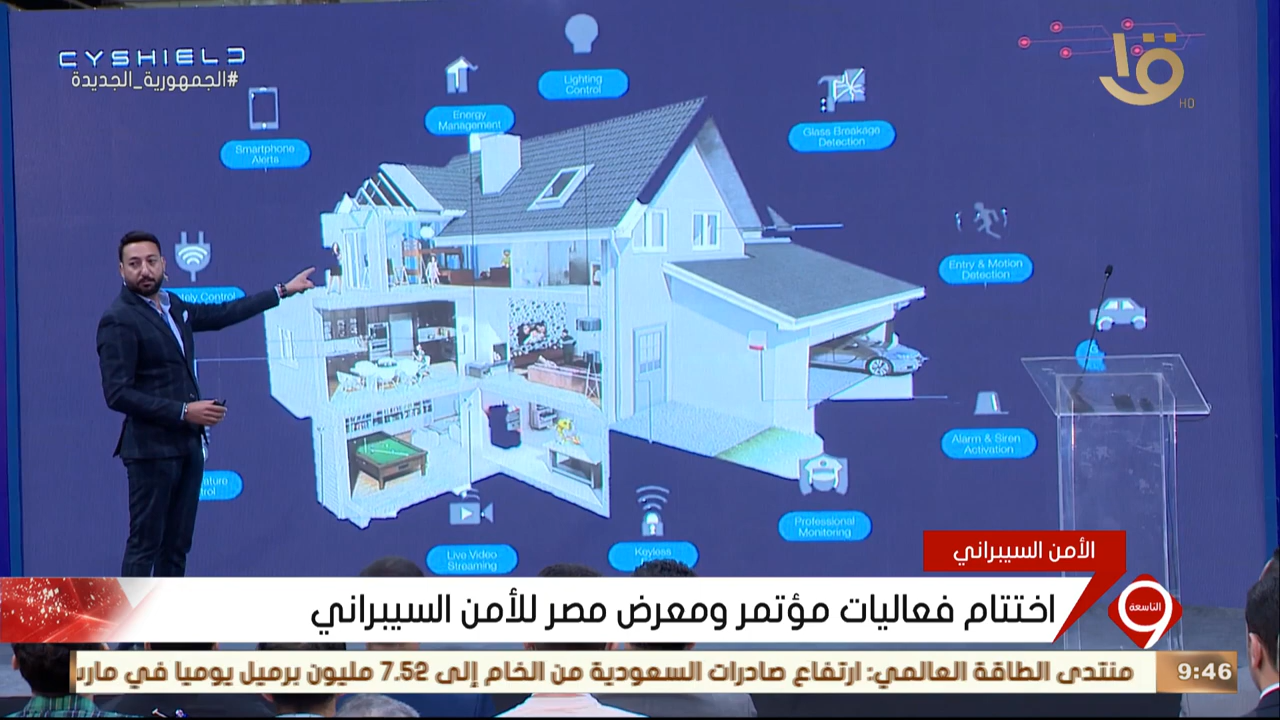 CYSHIELD
#الجمهورية_الجديدة
HD
Lighting
Control
Energy
Management
Smartphone
Alerts
Glass Breakage
Detection
Entry & Motion
Detection
Control
Alarm & Siren
Activation
Professional
Monitoring
Live Video
Streaming
Keyless
الأمن السيبراني
التاسعة
9
اختتام فعاليات مؤتمر ومعرض مصر للأمن السيبراني
9:46
منتدى الطاقة العالمي: ارتفاع صادرات السعودية من الخام إلى 7.52 مليون برميل يوميا في مارس